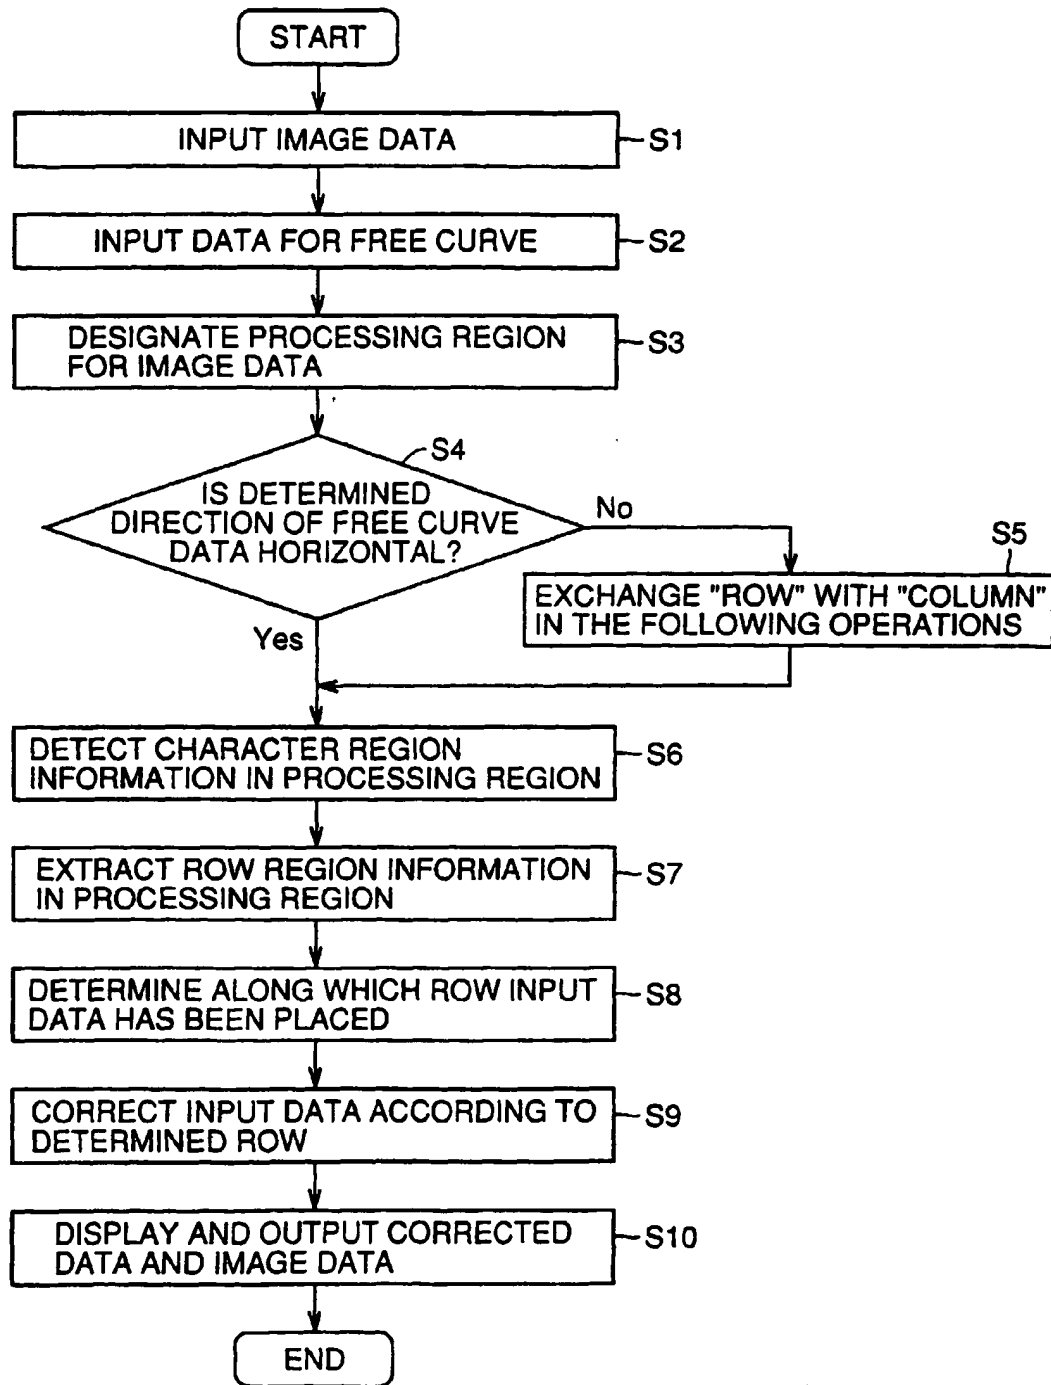 START
INPUT IMAGE DATA
S1
INPUT DATA FOR FREE CURVE
S2
DESIGNATE PROCESSING REGION
FOR IMAGE DATA
S3
S4
IS DETERMINED
DIRECTION OF FREE CURVE
DATA HORIZONTAL?
No
S5
EXCHANGE "ROW" WITH "COLUMN"
IN THE FOLLOWING OPERATIONS
Yes
DETECT CHARACTER REGION
INFORMATION IN PROCESSING REGION
S6
EXTRACT ROW REGION INFORMATION
IN PROCESSING REGION
S7
DETERMINE ALONG WHICH ROW INPUT
DATA HAS BEEN PLACED
S8
CORRECT INPUT DATA ACCORDING TO
DETERMINED ROW
S9
DISPLAY AND OUTPUT CORRECTED
DATA AND IMAGE DATA
S10
END